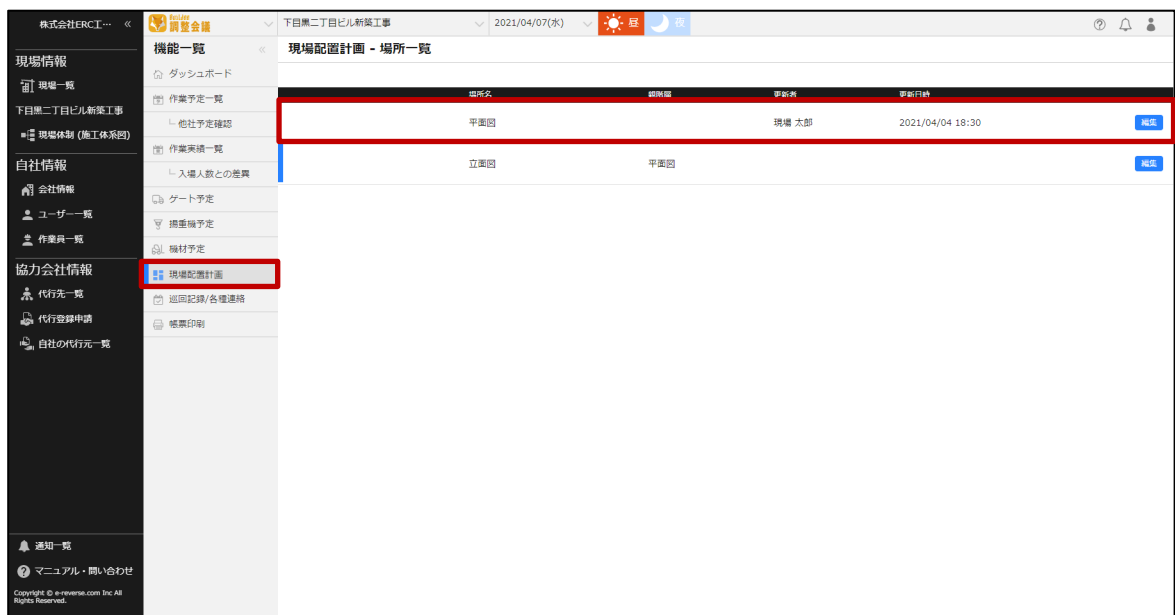 株式会社ERC工…
«
Buildee
調整会議
下目黒二丁目ビル新築工事
2021/04/07(水)
昼
夜
現場情報
現場一覧
下目黒二丁目ビル新築工事
現場体制 (施工体系図)
自社情報
会社情報
ユーザー一覧
作業員一覧
協力会社情報
代行先一覧
代行登録申請
自社の代行元一覧
通知一覧
マニュアル・問い合わせ
Copyright © e-reverse.com Inc All
Rights Reserved.
機能一覧 «
ダッシュボード
作業予定一覧
└ 他社予定確認
作業実績一覧
└ 入場人数との差異
ゲート予定
揚重機予定
機材予定
現場配置計画
巡回記録/各種連絡
帳票印刷
現場配置計画 - 場所一覧
場所名 親階層 更新者 更新日時
平面図 現場 太郎 2021/04/04 18:30 編集
立面図 平面図 編集